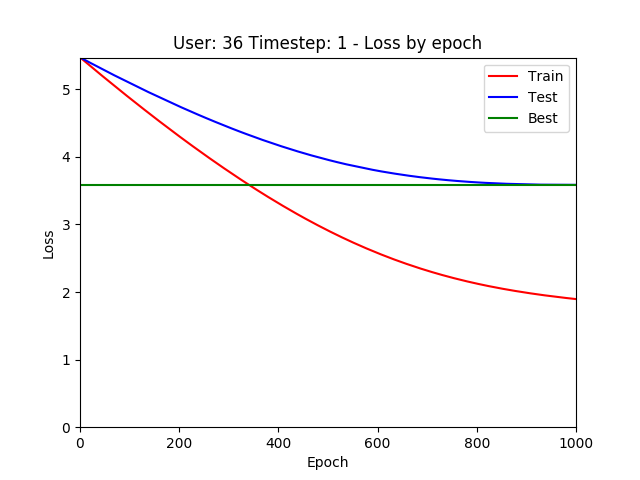 User: 36 Timestep: 1 - Loss by epoch
Train
Test
Best
5
4
3
2
1
0
Loss
0 200 400 600 800 1000
Epoch